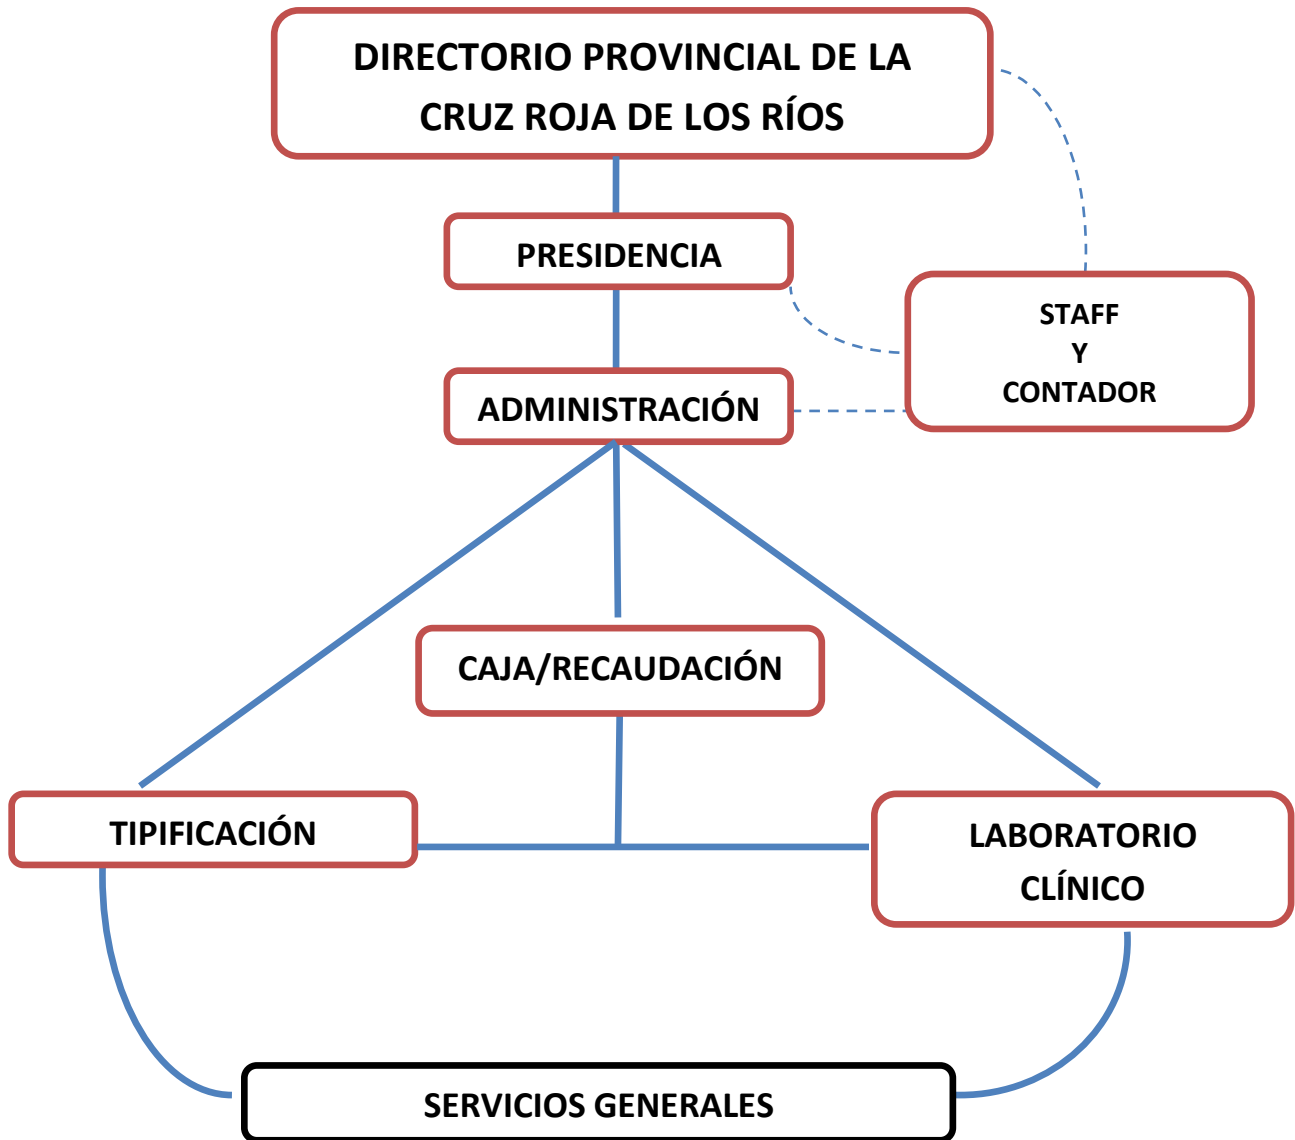 DIRECTORIO PROVINCIAL DE LA
CRUZ ROJA DE LOS RÍOS
PRESIDENCIA
STAFF
Y
CONTADOR
ADMINISTRACIÓN
CAJA/RECAUDACIÓN
TIPIFICACIÓN
LABORATORIO
CLÍNICO
SERVICIOS GENERALES